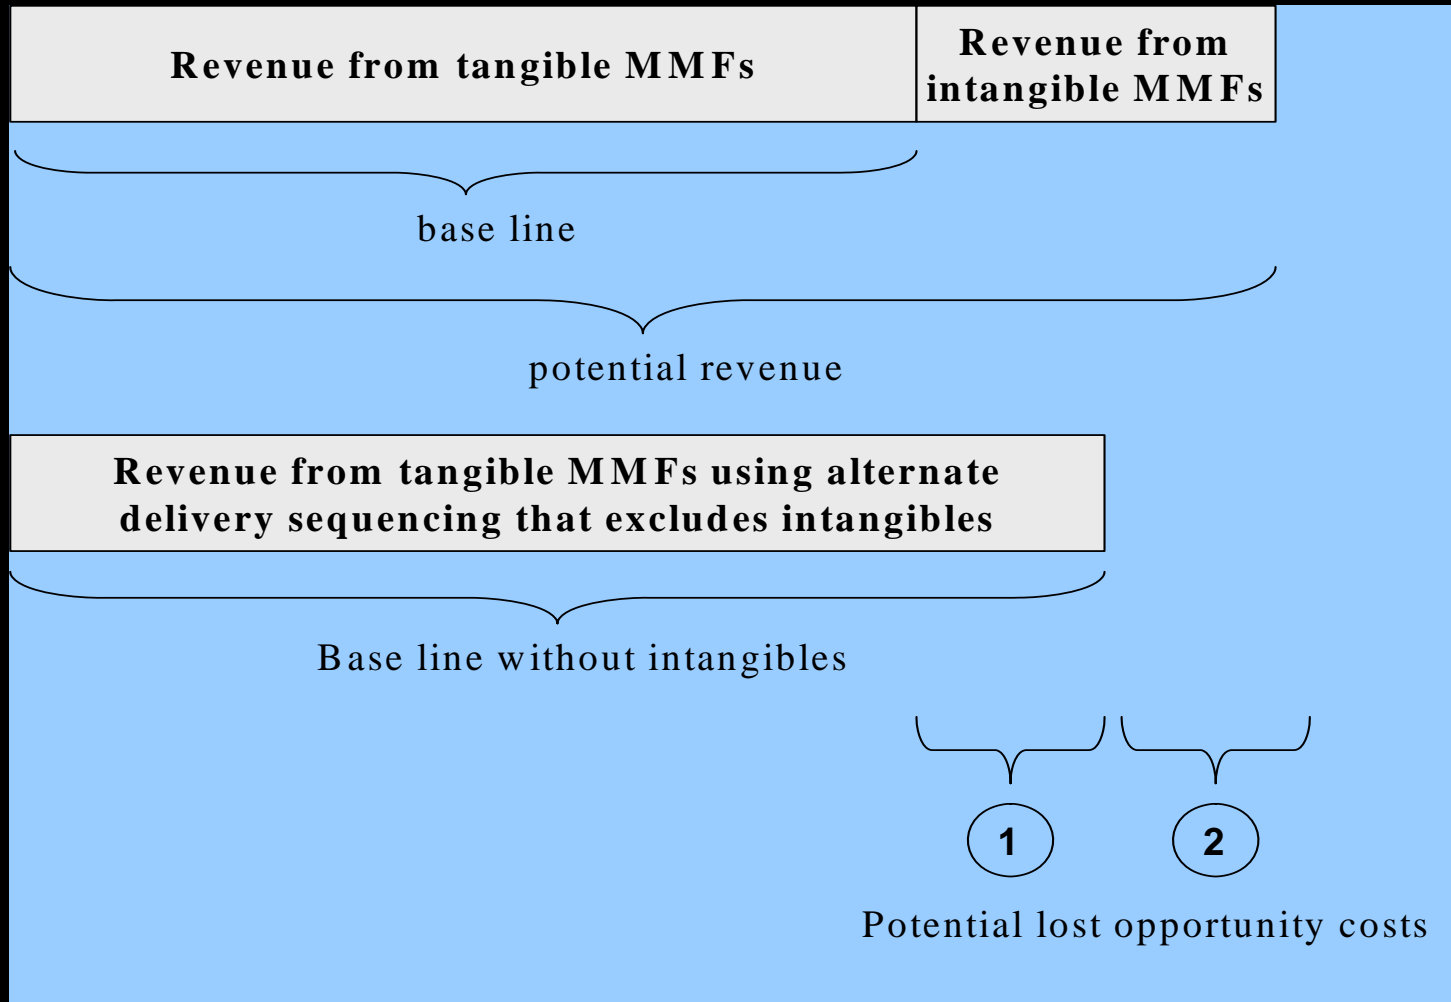 Revenue from tangible MMFs
Revenue from
intangible MMFs
base line
potential revenue
Revenue from tangible MMFs using alternate
delivery sequencing that excludes intangibles
Base line without intangibles
1
2
Potential lost opportunity costs